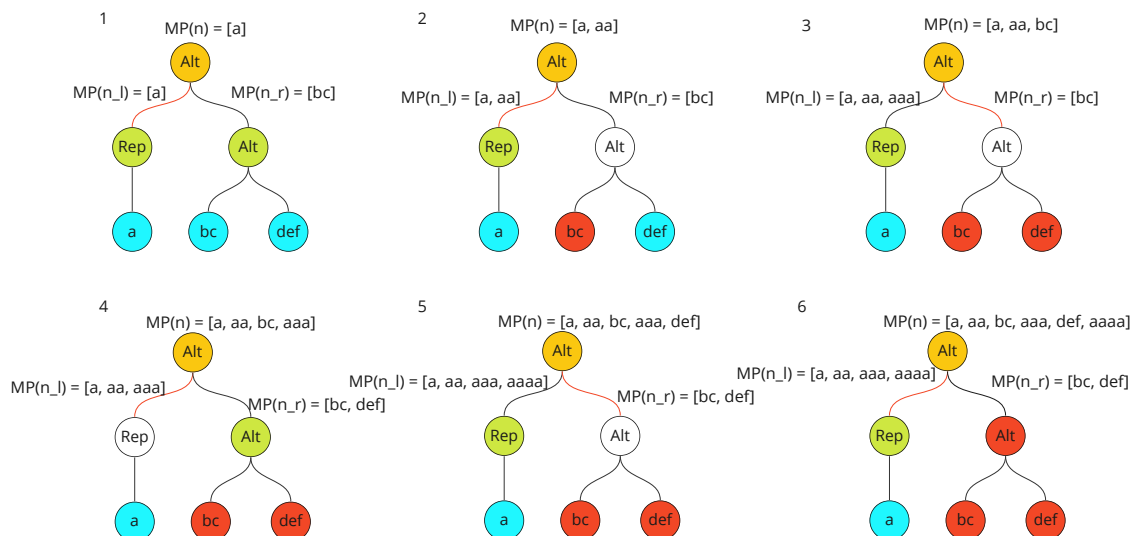 1
MP(n) = [a]
Alt
MP(n_l) = [a]
MP(n_r) = [bc]
Rep
Alt
a
bc
def
2
MP(n) = [a, aa]
Alt
MP(n_l) = [a, aa]
MP(n_r) = [bc]
Rep
Alt
a
bc
def
3
MP(n) = [a, aa, bc]
Alt
MP(n_l) = [a, aa, aaa]
MP(n_r) = [bc]
Rep
Alt
a
bc
def
4
MP(n) = [a, aa, bc, aaa]
Alt
MP(n_l) = [a, aa, aaa]
MP(n_r) = [bc, def]
Rep
Alt
a
bc
def
5
MP(n) = [a, aa, bc, aaa, def]
Alt
MP(n_l) = [a, aa, aaa, aaaa]
MP(n_r) = [bc, def]
Rep
Alt
a
bc
def
6
MP(n) = [a, aa, bc, aaa, def, aaaa]
Alt
MP(n_l) = [a, aa, aaa, aaaa]
MP(n_r) = [bc, def]
Rep
Alt
a
bc
def